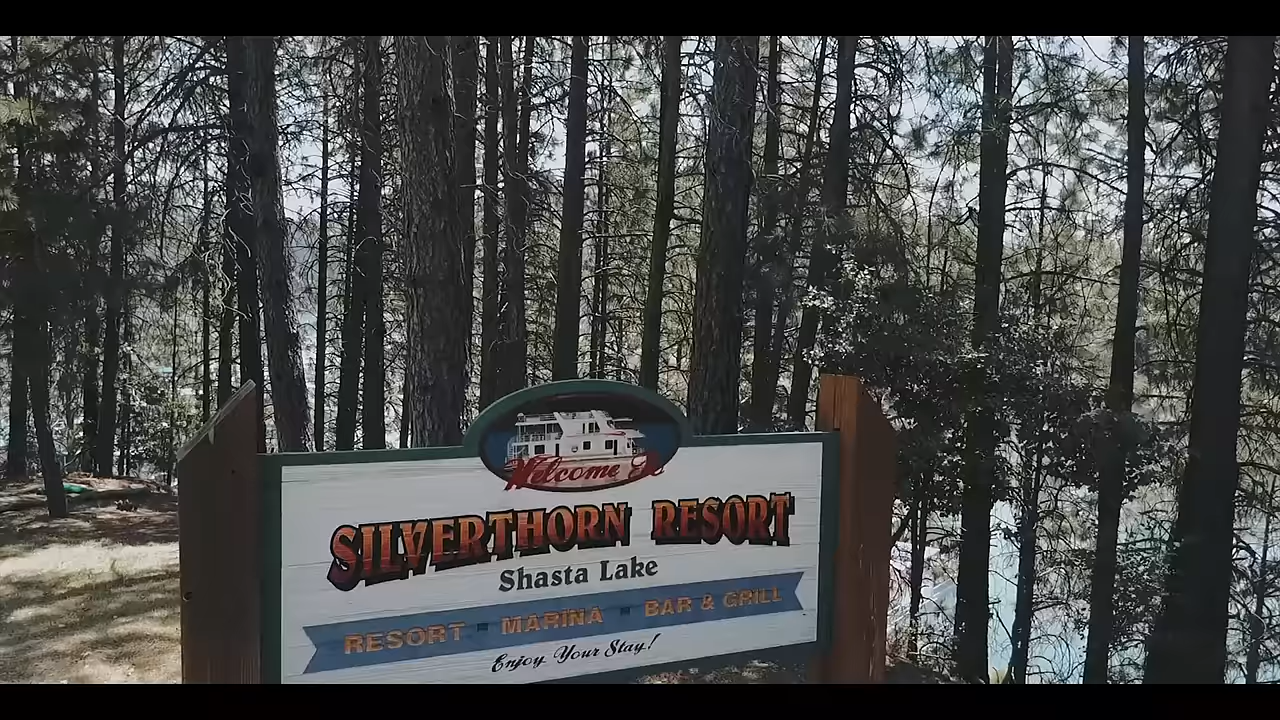 Welcome To
SILVERTHORN RESORT
Shasta Lake
RESORT - MARINA - BAR & GRILL
Enjoy Your Stay!